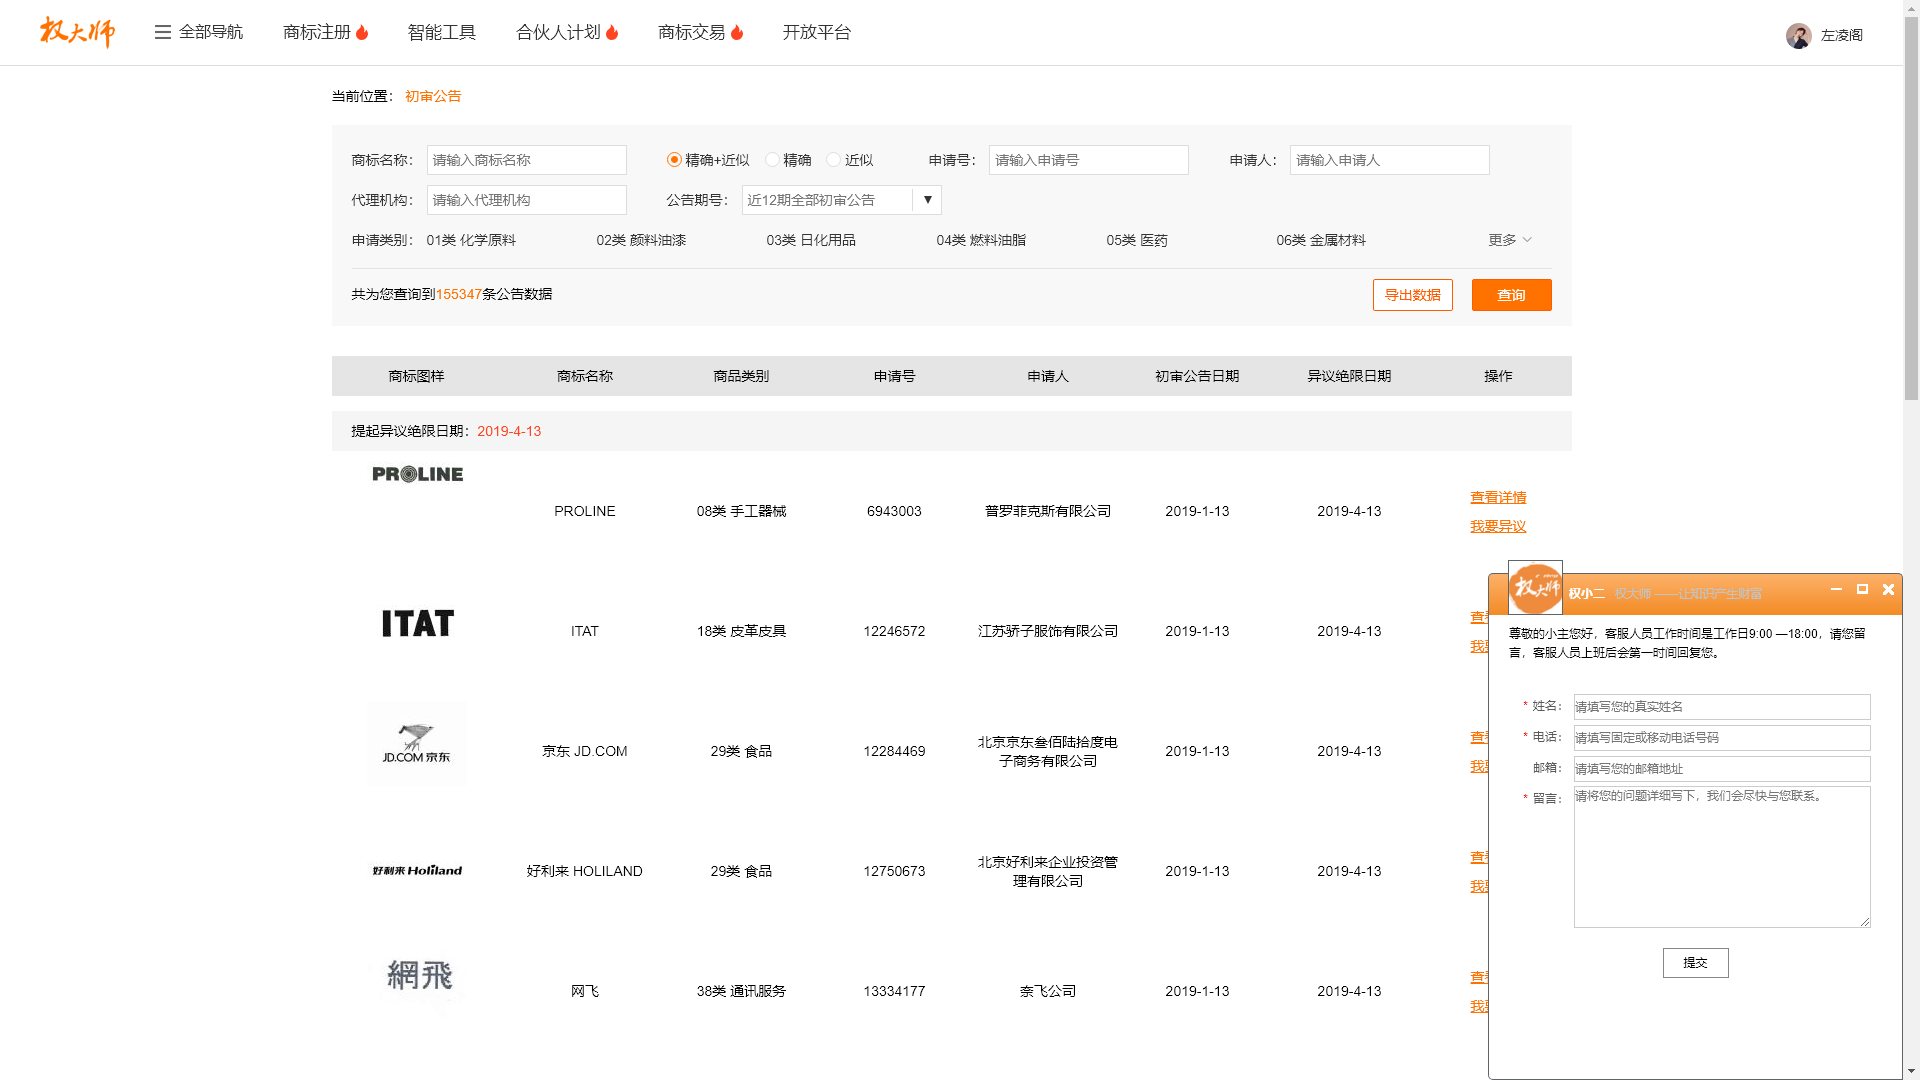 权大师 全部导航 商标注册 智能工具 合伙人计划 商标交易 开放平台 左凌阁
当前位置： 初审公告
商标名称： 请输入商标名称 精确+近似 精确 近似 申请号： 请输入申请号 申请人： 请输入申请人
代理机构： 请输入代理机构 公告期号： 近12期全部初审公告 ▼
申请类别： 01类 化学原料 02类 颜料油漆 03类 日化用品 04类 燃料油脂 05类 医药 06类 金属材料 更多
共为您查询到155347条公告数据 导出数据 查询
商标图样 商标名称 商品类别 申请号 申请人 初审公告日期 异议绝限日期 操作
提起异议绝限日期：2019-4-13
PROLINE
PROLINE 08类 手工器械 6943003 普罗菲克斯有限公司 2019-1-13 2019-4-13 查看详情
我要异议
ITAT
ITAT 18类 皮革皮具 12246572 江苏骄子服饰有限公司 2019-1-13 2019-4-13 查
我
JD.COM 京东
京东 JD.COM 29类 食品 12284469 北京京东叁佰陆拾度电
子商务有限公司 2019-1-13 2019-4-13 查
我
好利来 Holiland
好利来 HOLILAND 29类 食品 12750673 北京好利来企业投资管
理有限公司 2019-1-13 2019-4-13 查
我
網飛
网飞 38类 通讯服务 13334177 奈飞公司 2019-1-13 2019-4-13 查
我
权大师 权小二 权大师 ——让知识产生财富
尊敬的小主您好，客服人员工作时间是工作日9:00 —18:00，请您留
言，客服人员上班后会第一时间回复您。
* 姓名： 请填写您的真实姓名
* 电话： 请填写固定或移动电话号码
邮箱： 请填写您的邮箱地址
* 留言： 请将您的问题详细写下，我们会尽快与您联系。
提交